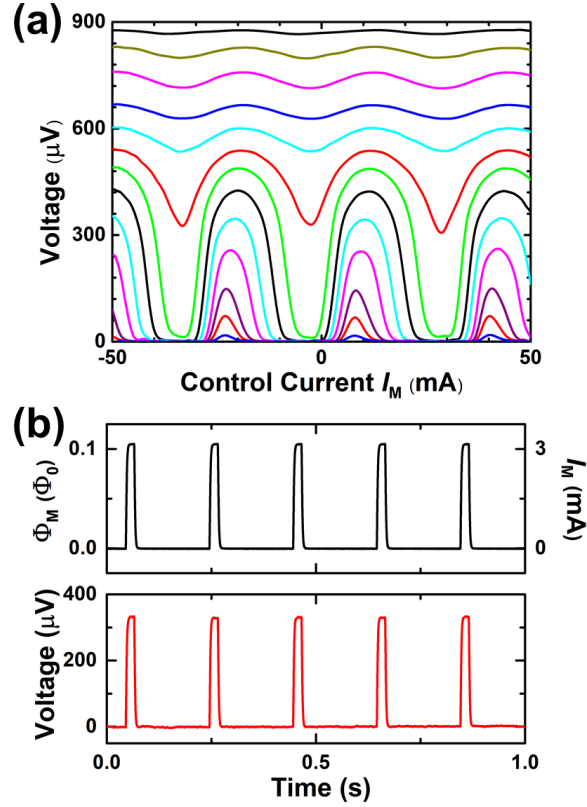 (a)
900
600
300
0
Voltage (μV)
-50
0
50
Control Current I_M (mA)
(b)
0.1
0.0
Φ_M (Φ_0)
3
0
I_M (mA)
400
200
0
Voltage (μV)
0.0
0.5
1.0
Time (s)